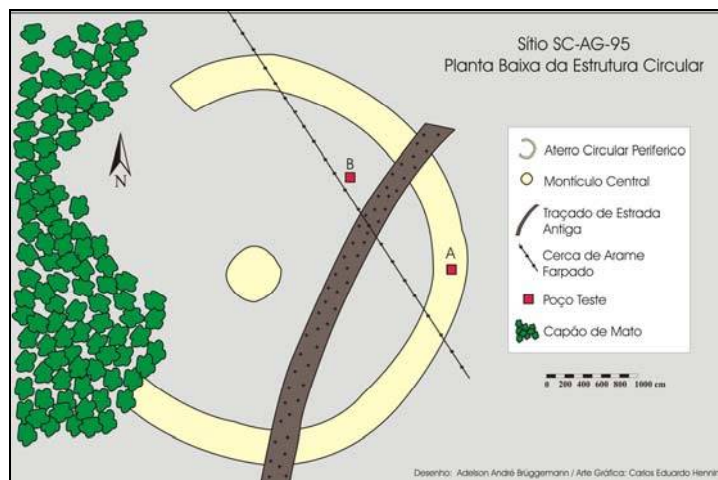 Sítio SC-AG-95
Planta Baixa da Estrutura Circular
N
B
A
Aterro Circular Periferico
Montículo Central
Traçado de Estrada
Antiga
Cerca de Arame
Farpado
Poço Teste
Capão de Mato
0 200 400 600 800 1000 cm
Desenho: Adelson André Brüggemann / Arte Gráfica: Carlos Eduardo Hennin